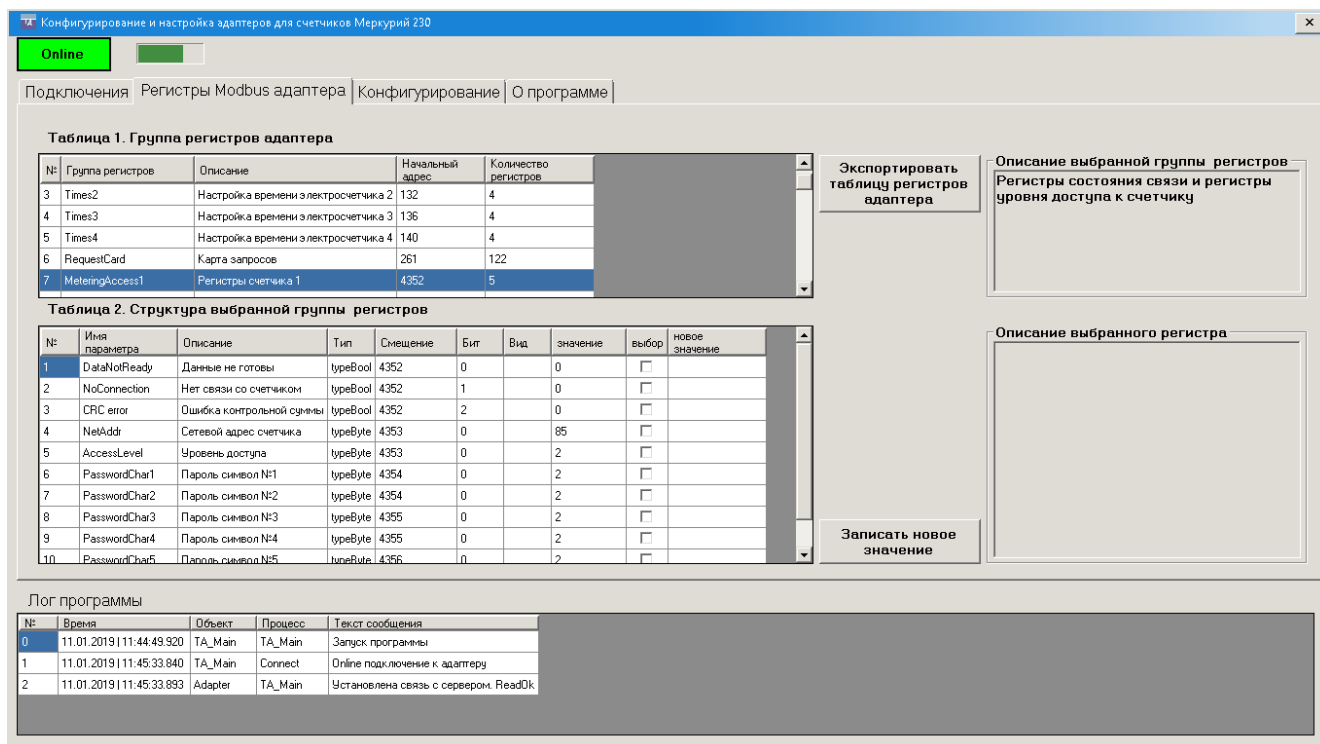 Конфигурирование и настройка адаптеров для счетчиков Меркурий 230
Online
Подключения Регистры Modbus адаптера Конфигурирование О программе
Таблица 1. Группа регистров адаптера
№ Группа регистров Описание Начальный адрес Количество регистров
3 Times2 Настройка времени электросчетчика 2 132 4
4 Times3 Настройка времени электросчетчика 3 136 4
5 Times4 Настройка времени электросчетчика 4 140 4
6 RequestCard Карта запросов 261 122
7 MeteringAccess1 Регистры счетчика 1 4352 5
Экспортировать
таблицу регистров
адаптера
Описание выбранной группы регистров
Регистры состояния связи и регистры
уровня доступа к счетчику
Таблица 2. Структура выбранной группы регистров
№ Имя параметра Описание Тип Смещение Бит Вид значение выбор новое значение
1 DataNotReady Данные не готовы typeBool 4352 0 0
2 NoConnection Нет связи со счетчиком typeBool 4352 1 0
3 CRC error Ошибка контрольной суммы typeBool 4352 2 0
4 NetAddr Сетевой адрес счетчика typeByte 4353 0 85
5 AccessLevel Уровень доступа typeByte 4353 0 2
6 PasswordChar1 Пароль символ №1 typeByte 4354 0 2
7 PasswordChar2 Пароль символ №2 typeByte 4354 0 2
8 PasswordChar3 Пароль символ №3 typeByte 4355 0 2
9 PasswordChar4 Пароль символ №4 typeByte 4355 0 2
10 PasswordChar5 Пароль символ №5 typeByte 4356 0 2
Записать новое
значение
Описание выбранного регистра
Лог программы
№ Время Объект Процесс Текст сообщения
0 11.01.2019 | 11:44:49.920 TA_Main TA_Main Запуск программы
1 11.01.2019 | 11:45:33.840 TA_Main Connect Online подключение к адаптеру
2 11.01.2019 | 11:45:33.893 Adapter TA_Main Установлена связь с сервером. ReadOk